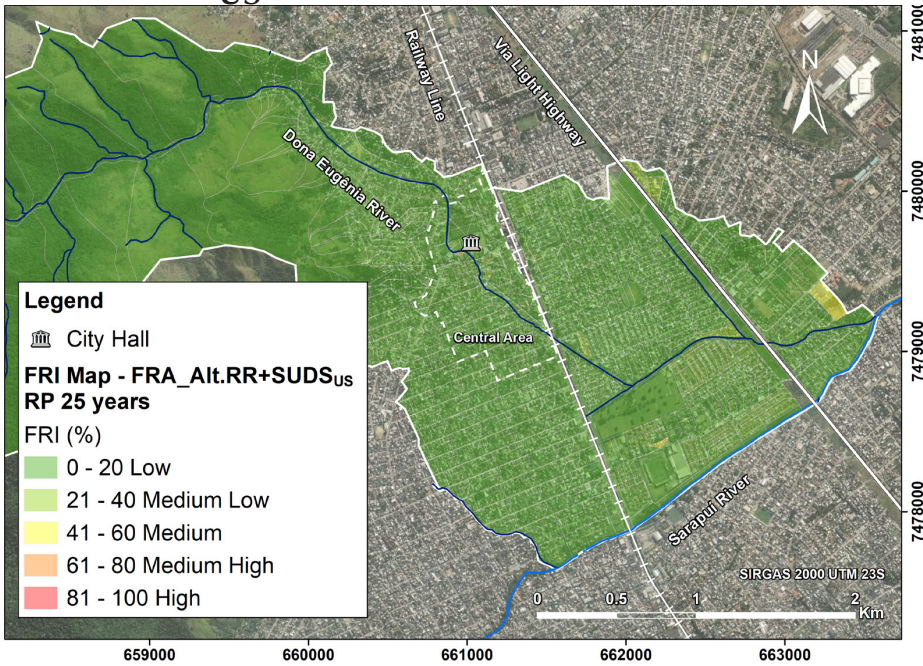 Railway Line
Via Light Highway
N
7481000
7480000
7479000
7478000
Dona Eugênia River
Central Area
Sarapui River
Legend
City Hall
FRI Map - FRA_Alt.RR+SUDSUS
RP 25 years
FRI (%)
0 - 20 Low
21 - 40 Medium Low
41 - 60 Medium
61 - 80 Medium High
81 - 100 High
SIRGAS 2000 UTM 23S
0 0.5 1 2
Km
659000 660000 661000 662000 663000